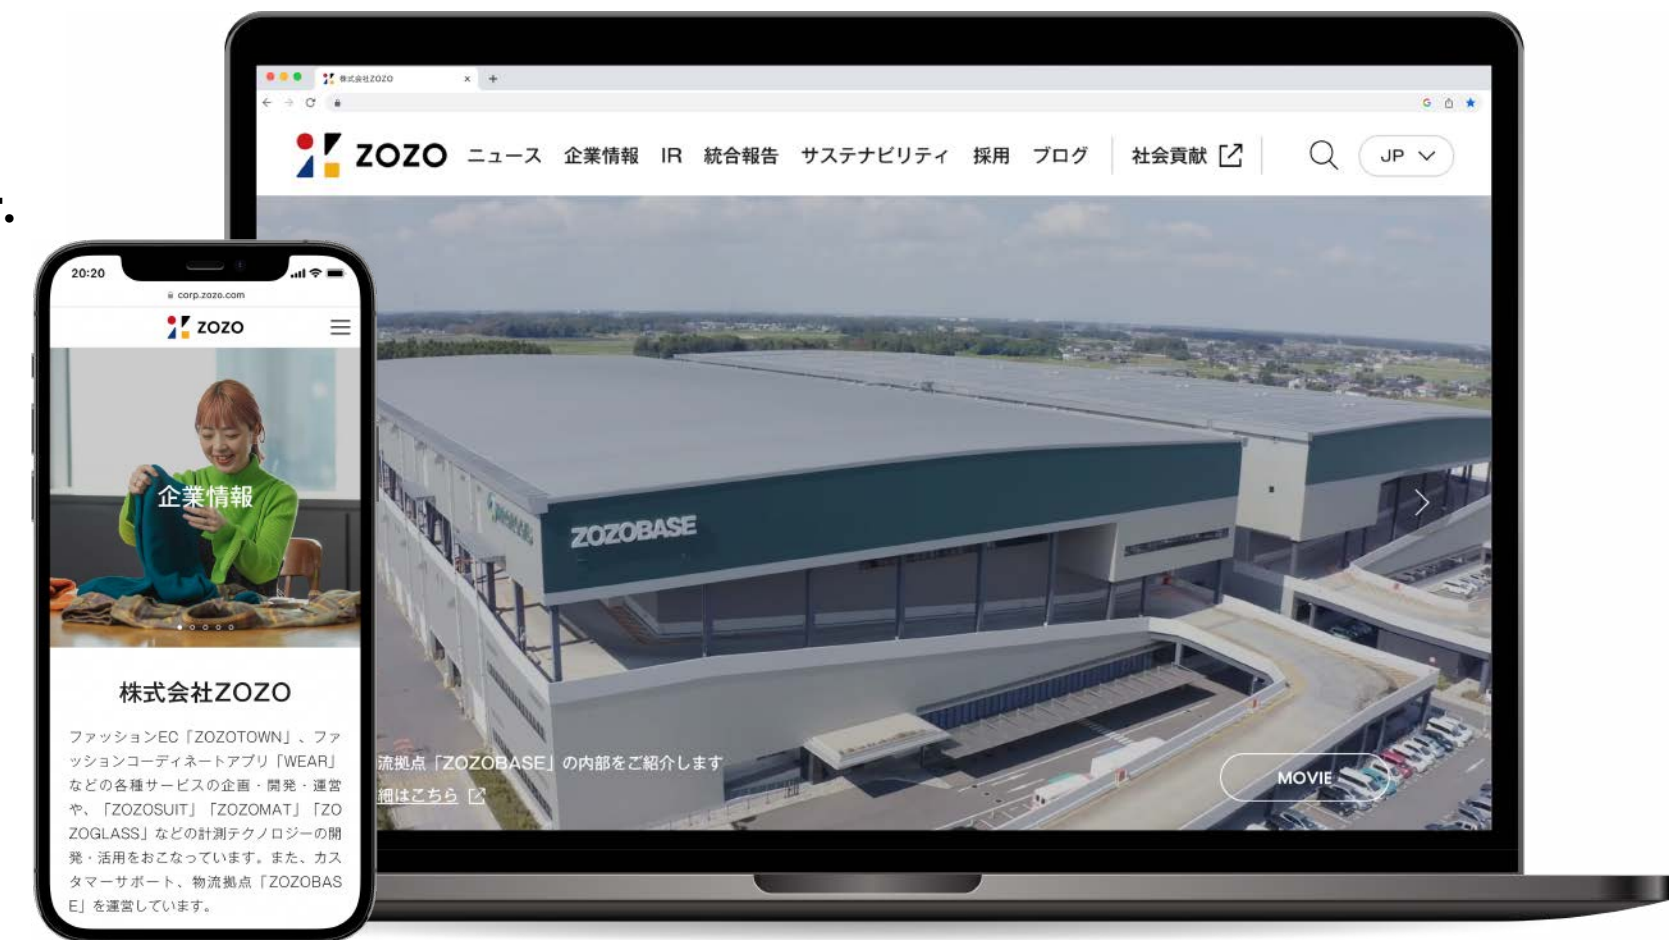 株式会社ZOZO
ZOZO ニュース 企業情報 IR 統合報告 サステナビリティ 採用 ブログ 社会貢献 JP
ZOZOBASE
流拠点「ZOZOBASE」の内部をご紹介します
細はこちら
MOVIE
20:20
corp.zozo.com
ZOZO
企業情報
株式会社ZOZO
ファッションEC「ZOZOTOWN」、ファ
ッションコーディネートアプリ「WEAR」
などの各種サービスの企画・開発・運営
や、「ZOZOSUIT」「ZOZOMAT」「ZO
ZOGLASS」などの計測テクノロジーの開
発・活用をおこなっています。また、カス
タマーサポート、物流拠点「ZOZOBAS
E」を運営しています。